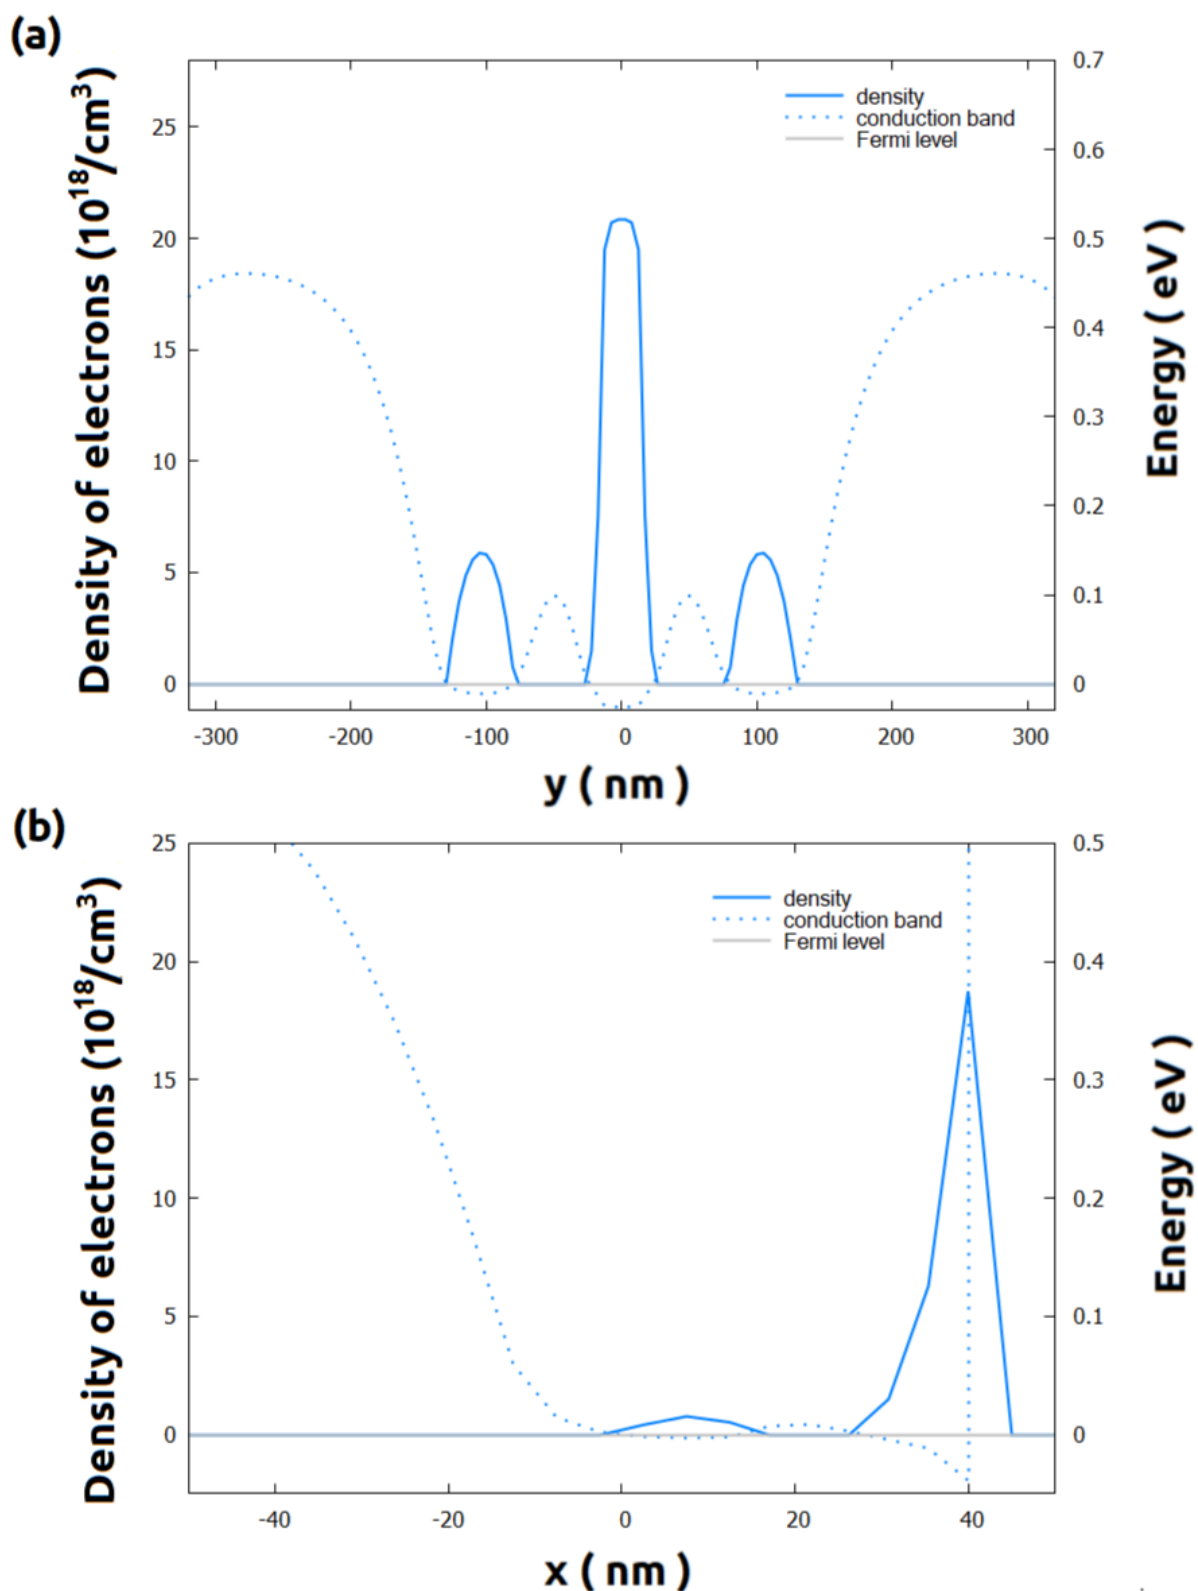 (a)
Density of electrons (10^18/cm^3)
25
20
15
10
5
0
density
conduction band
Fermi level
0.7
0.6
0.5
0.4
0.3
0.2
0.1
0
Energy ( eV )
-300 -200 -100 0 100 200 300
y ( nm )
(b)
Density of electrons (10^18/cm^3)
25
20
15
10
5
0
density
conduction band
Fermi level
0.5
0.4
0.3
0.2
0.1
0
Energy ( eV )
-40 -20 0 20 40
x ( nm )